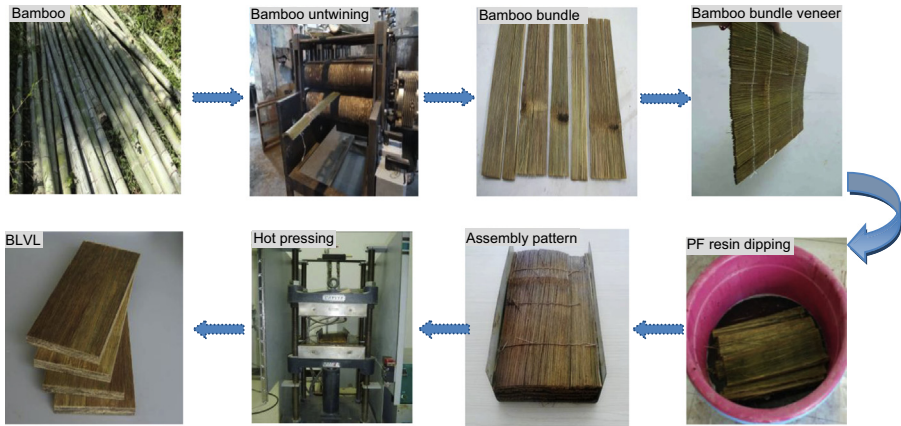 Bamboo
Bamboo untwining
Bamboo bundle
Bamboo bundle veneer
PF resin dipping
Assembly pattern
Hot pressing
BLVL